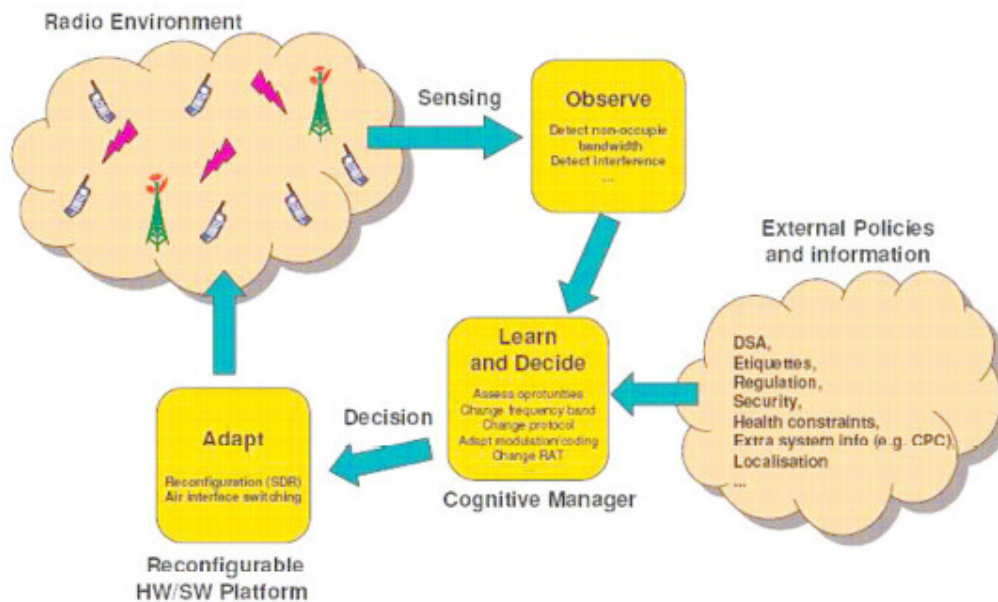 Radio Environment
Sensing
Observe
Detect non-occupie
bandwidth
Detect interference
...
External Policies
and information
DSA,
Etiquettes,
Regulation,
Security,
Health constraints,
Extra system info (e.g. CPC),
Localisation
...
Learn
and Decide
Assess oprotunities
Change frequency band
Change protocol
Adapt modulation/coding
Change RAT
...
Cognitive Manager
Decision
Adapt
Reconfiguration (SDR)
Air interface switching
Reconfigurable
HW/SW Platform